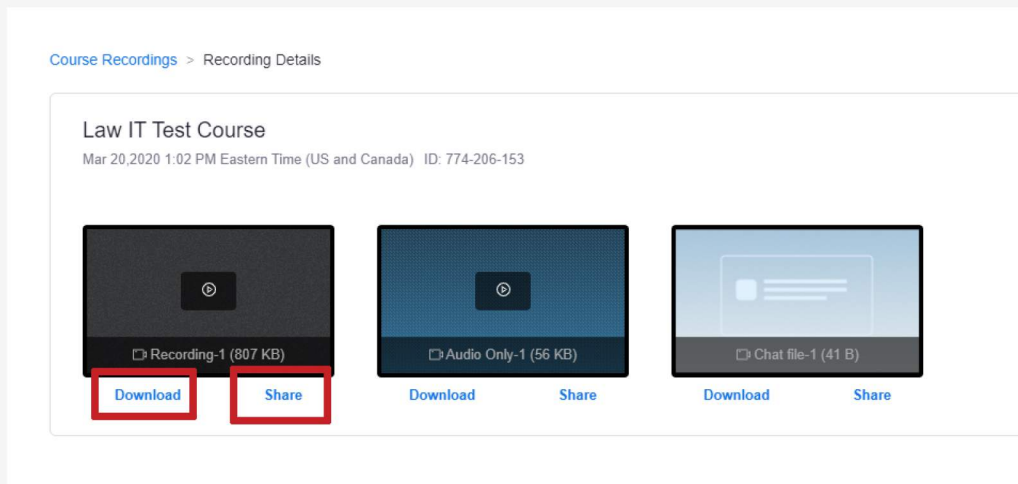 Course Recordings > Recording Details
Law IT Test Course
Mar 20,2020 1:02 PM Eastern Time (US and Canada) ID: 774-206-153
Recording-1 (807 KB)
Audio Only-1 (56 KB)
Chat file-1 (41 B)
Download Share Download Share Download Share